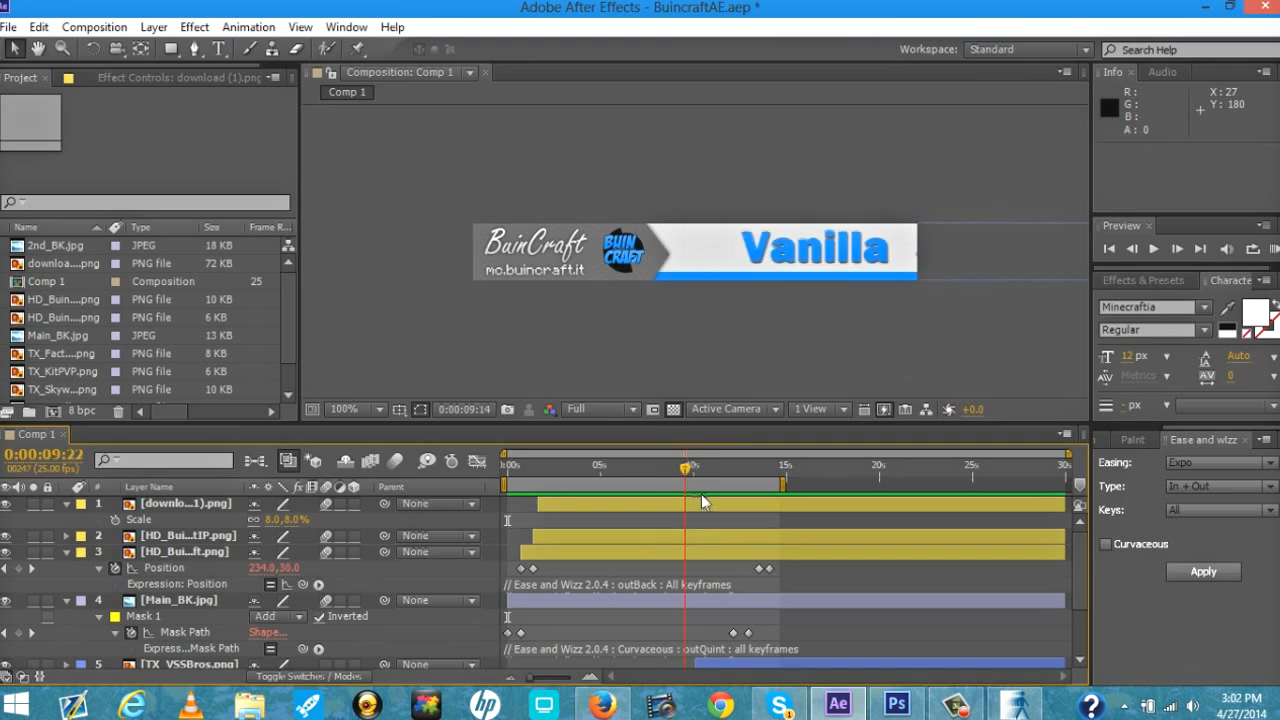 Adobe After Effects - BuincraftAE.aep *
File Edit Composition Layer Effect Animation View Window Help
Workspace: Standard Search Help
Project Effect Controls: download (1).png Composition: Comp 1 Info Audio
Comp 1
R: X: 27
G: Y: 180
B:
A: 0
BuinCraft
mc.buincraft.it
BUIN
CRAFT
Vanilla
Name Type Size Frame R...
2nd_BK.jpg JPEG 18 KB
downloa....png PNG file 72 KB
Comp 1 Composition 25
HD_Buin....png PNG file 10 KB
HD_Buin....png PNG file 6 KB
Main_BK.jpg JPEG 13 KB
TX_Fact....png PNG file 8 KB
TX_KitPVP.png PNG file 6 KB
TX_Skyw...png PNG file 10 KB
8 bpc
100% 0:00:09:14 Full Active Camera 1 View +0.0
Preview
Effects & Presets Characte
Minecraftia
Regular
12 px Auto
Metrics 0
- px
Comp 1
0:00:09:22
00247 (25.00 fps)
):00s 05s 10s 15s 20s 25s 30s
# Layer Name Parent
1 [downlo...1).png] None
Scale 8.0,8.0%
2 [HD_Bui...tIP.png] None
3 [HD_Bui...ft.png] None
Position 234.0,30.0
Expression: Position // Ease and Wizz 2.0.4 : outBack : All keyframes
4 [Main_BK.jpg] None
Mask 1 Add Inverted
Mask Path Shape...
Express...Mask Path // Ease and Wizz 2.0.4 : Curvaceous : outQuint : all keyframes
5 [TX_VSSBros.png] None
Toggle Switches / Modes
Paint Ease and wizz
Easing: Expo
Type: In + Out
Keys: All
Curvaceous
Apply
3:02 PM
4/27/2014